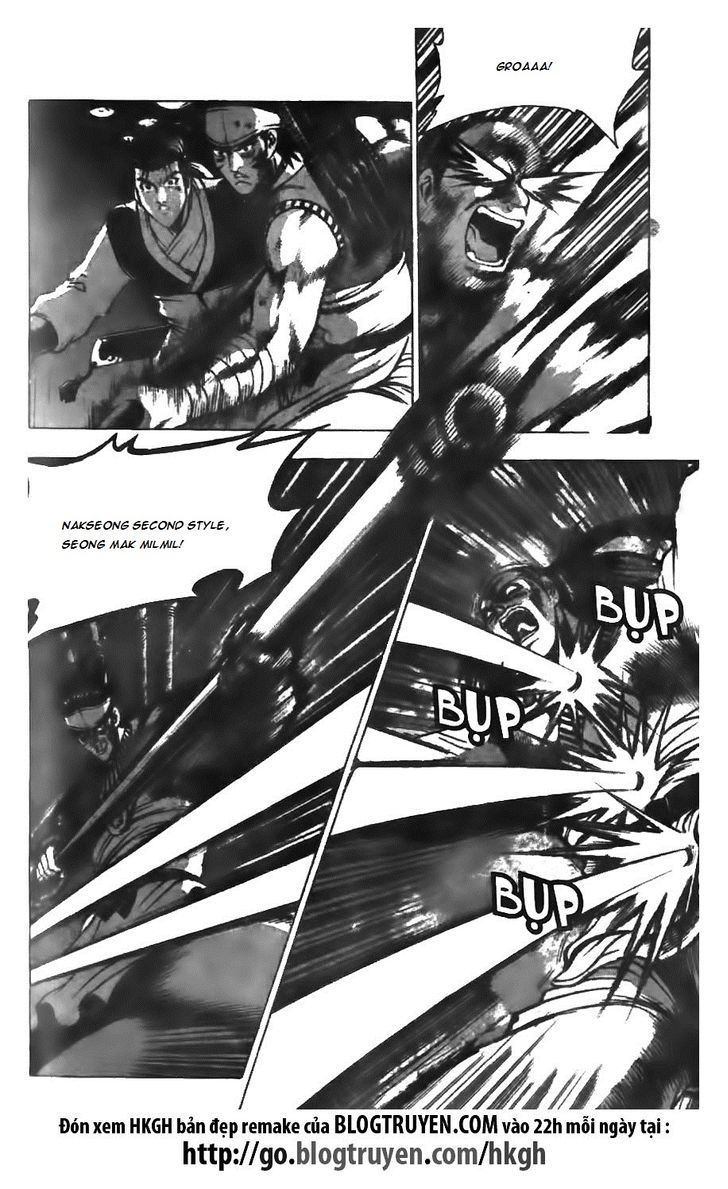 GROAAA!
NAKSEONG SECOND STYLE,
SEONG MAK MILMIL!
BỤP
BỤP
BỤP
Đón xem HKGH bản đẹp remake của BLOGTRUYEN.COM vào 22h mỗi ngày tại :
http://go.blogtruyen.com/hkgh